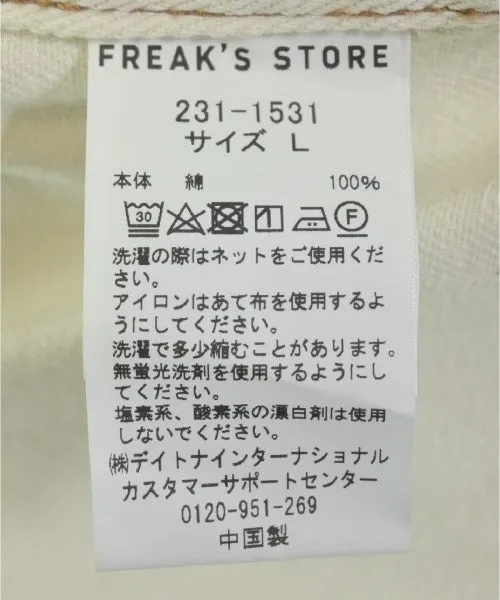 FREAK'S STORE
231-1531
サイズ L
本体 綿 100%
30
F
洗濯の際はネットをご使用くだ
さい。
アイロンはあて布を使用するよ
うにしてください。
洗濯で多少縮むことがあります。
無蛍光洗剤を使用するようにし
てください。
塩素系、酸素系の漂白剤は使用
しないでください。
㈱デイトナインターナショナル
カスタマーサポートセンター
0120-951-269
中国製